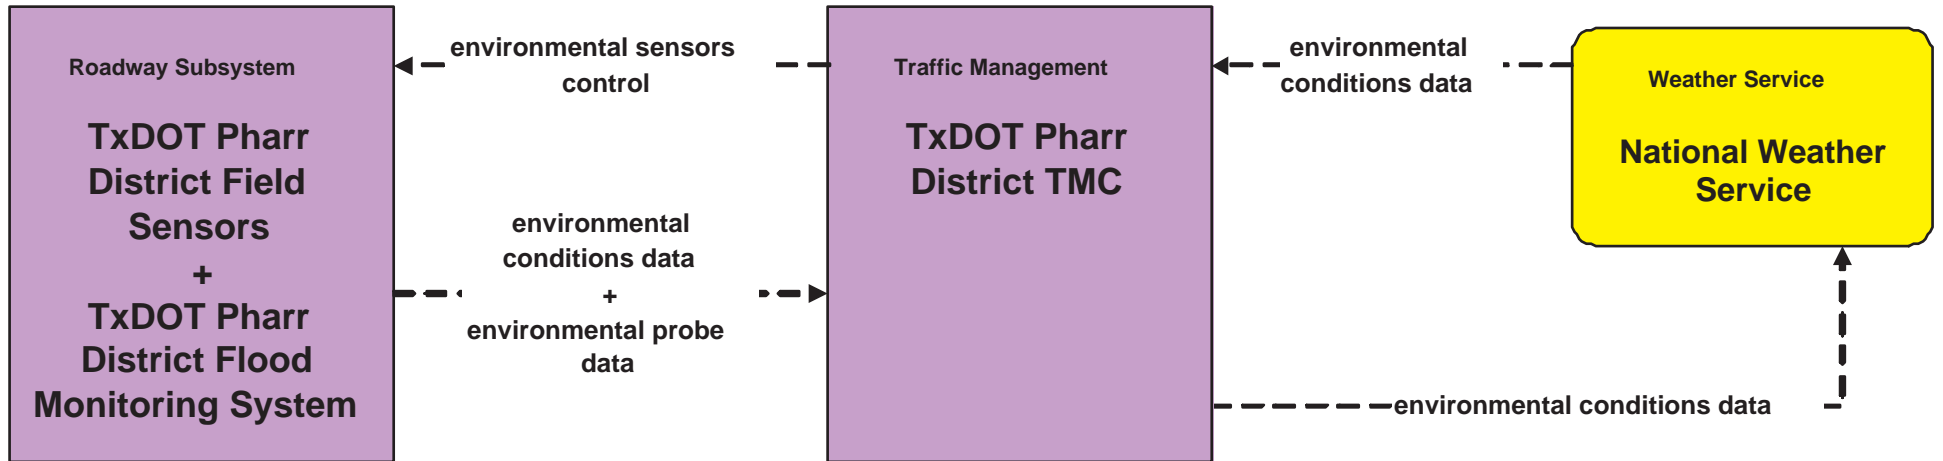 Roadway Subsystem
TxDOT Pharr
District Field
Sensors
+
TxDOT Pharr
District Flood
Monitoring System
environmental sensors
control
environmental
conditions data
+
environmental probe
data
Traffic Management
TxDOT Pharr
District TMC
environmental
conditions data
environmental conditions data
Weather Service
National Weather
Service